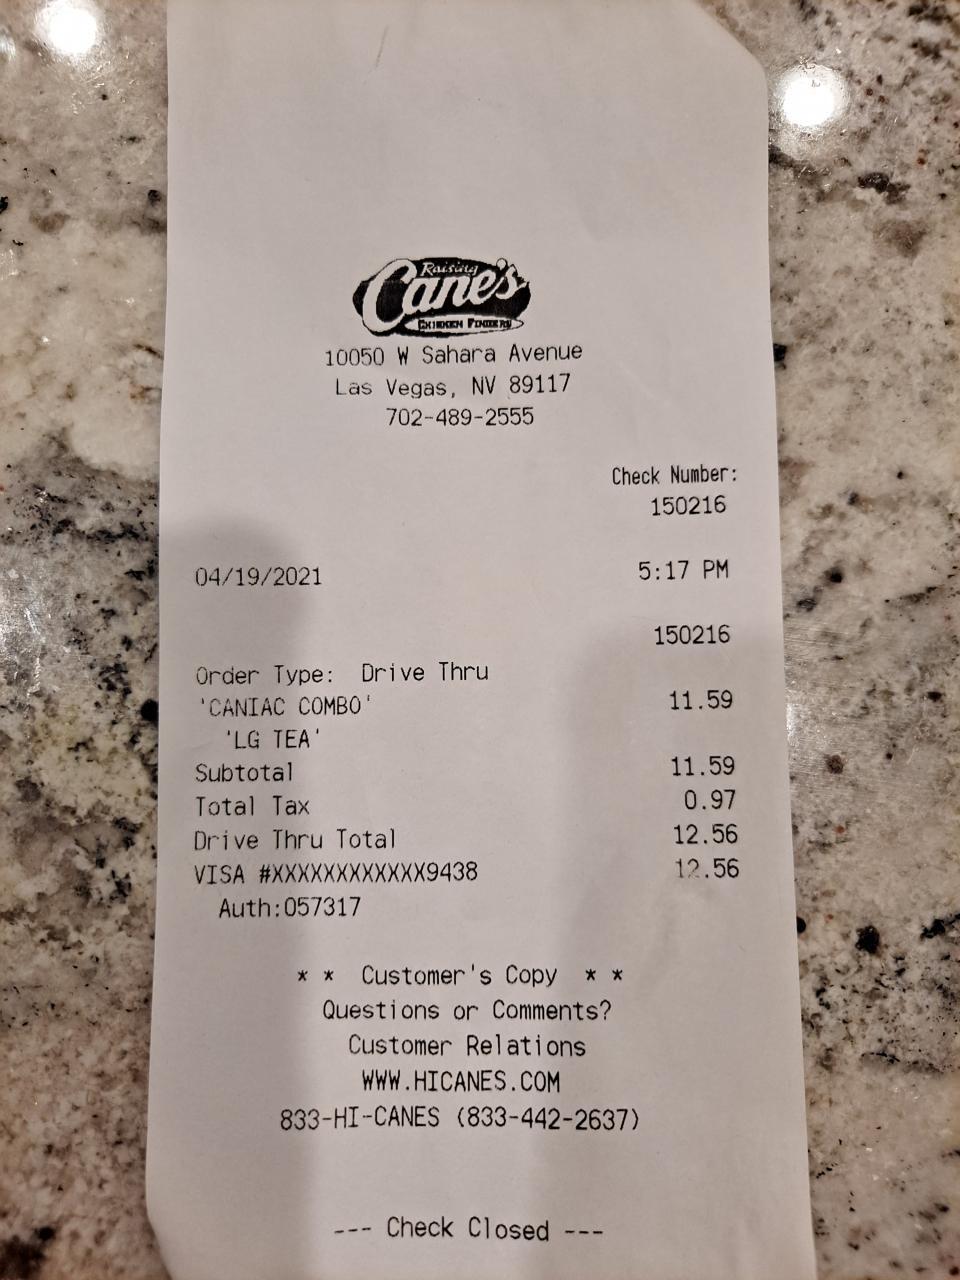 Raising
Cane's
CHICKEN FINGERS
10050 W Sahara Avenue
Las Vegas, NV 89117
702-489-2555
Check Number:
150216
04/19/2021 5:17 PM
150216
Order Type: Drive Thru
'CANIAC COMBO' 11.59
'LG TEA'
Subtotal 11.59
Total Tax 0.97
Drive Thru Total 12.56
VISA #XXXXXXXXXXXX9438 12.56
Auth:057317
* * Customer's Copy * *
Questions or Comments?
Customer Relations
WWW.HICANES.COM
833-HI-CANES (833-442-2637)
--- Check Closed ---